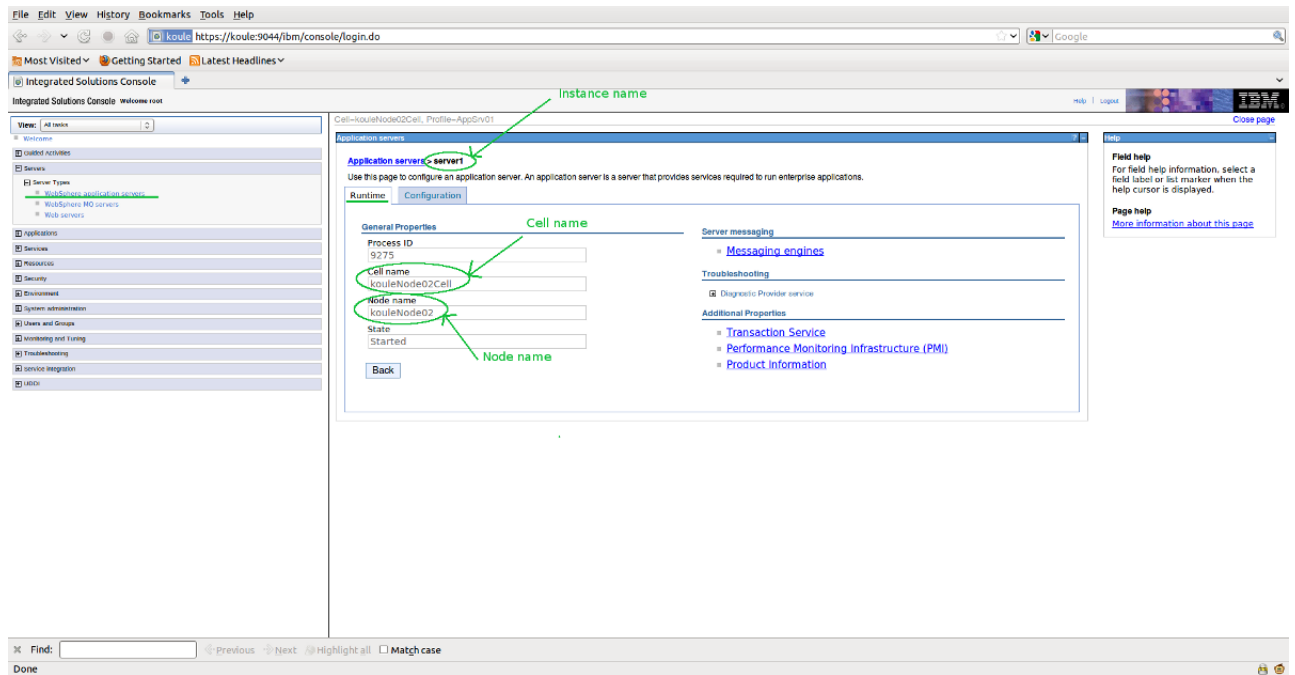 File Edit View History Bookmarks Tools Help
koule https://koule:9044/ibm/console/login.do
Google
Most Visited Getting Started Latest Headlines
Integrated Solutions Console
Integrated Solutions Console Welcome root
Instance name
Help | Logout
IBM.
View: All tasks
Cell=kouleNode02Cell, Profile=AppSrv01
Close page
Welcome
Guided Activities
Servers
Server Types
WebSphere application servers
WebSphere MQ servers
Web servers
Applications
Services
Resources
Security
Environment
System administration
Users and Groups
Monitoring and Tuning
Troubleshooting
Service integration
UDDI
Application servers
? -
Application servers > server1
Use this page to configure an application server. An application server is a server that provides services required to run enterprise applications.
Runtime Configuration
Cell name
General Properties
Process ID
9275
Cell name
kouleNode02Cell
Node name
kouleNode02
State
Started
Node name
Back
Server messaging
Messaging engines
Troubleshooting
Diagnostic Provider service
Additional Properties
Transaction Service
Performance Monitoring Infrastructure (PMI)
Product Information
Help
Field help
For field help information, select a
field label or list marker when the
help cursor is displayed.
Page help
More information about this page
Find: Previous Next Highlight all Match case
Done